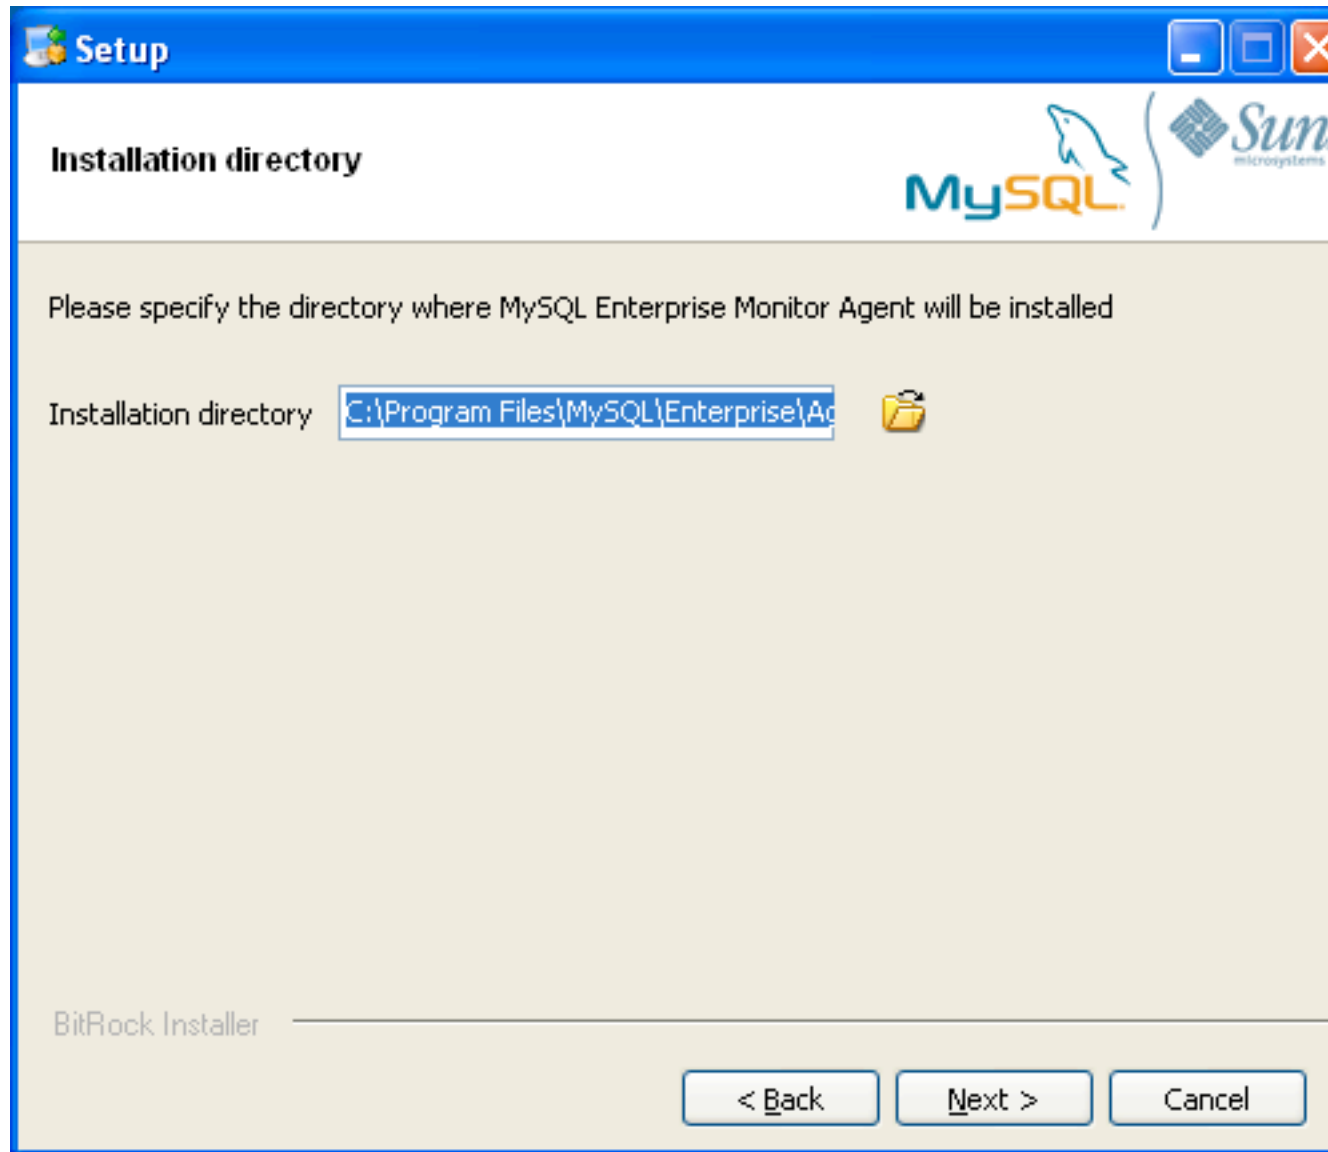 Setup
Installation directory
MySQL
Sun
microsystems
Please specify the directory where MySQL Enterprise Monitor Agent will be installed
Installation directory
C:\Program Files\MySQL\Enterprise\Ag
BitRock Installer
< Back
Next >
Cancel